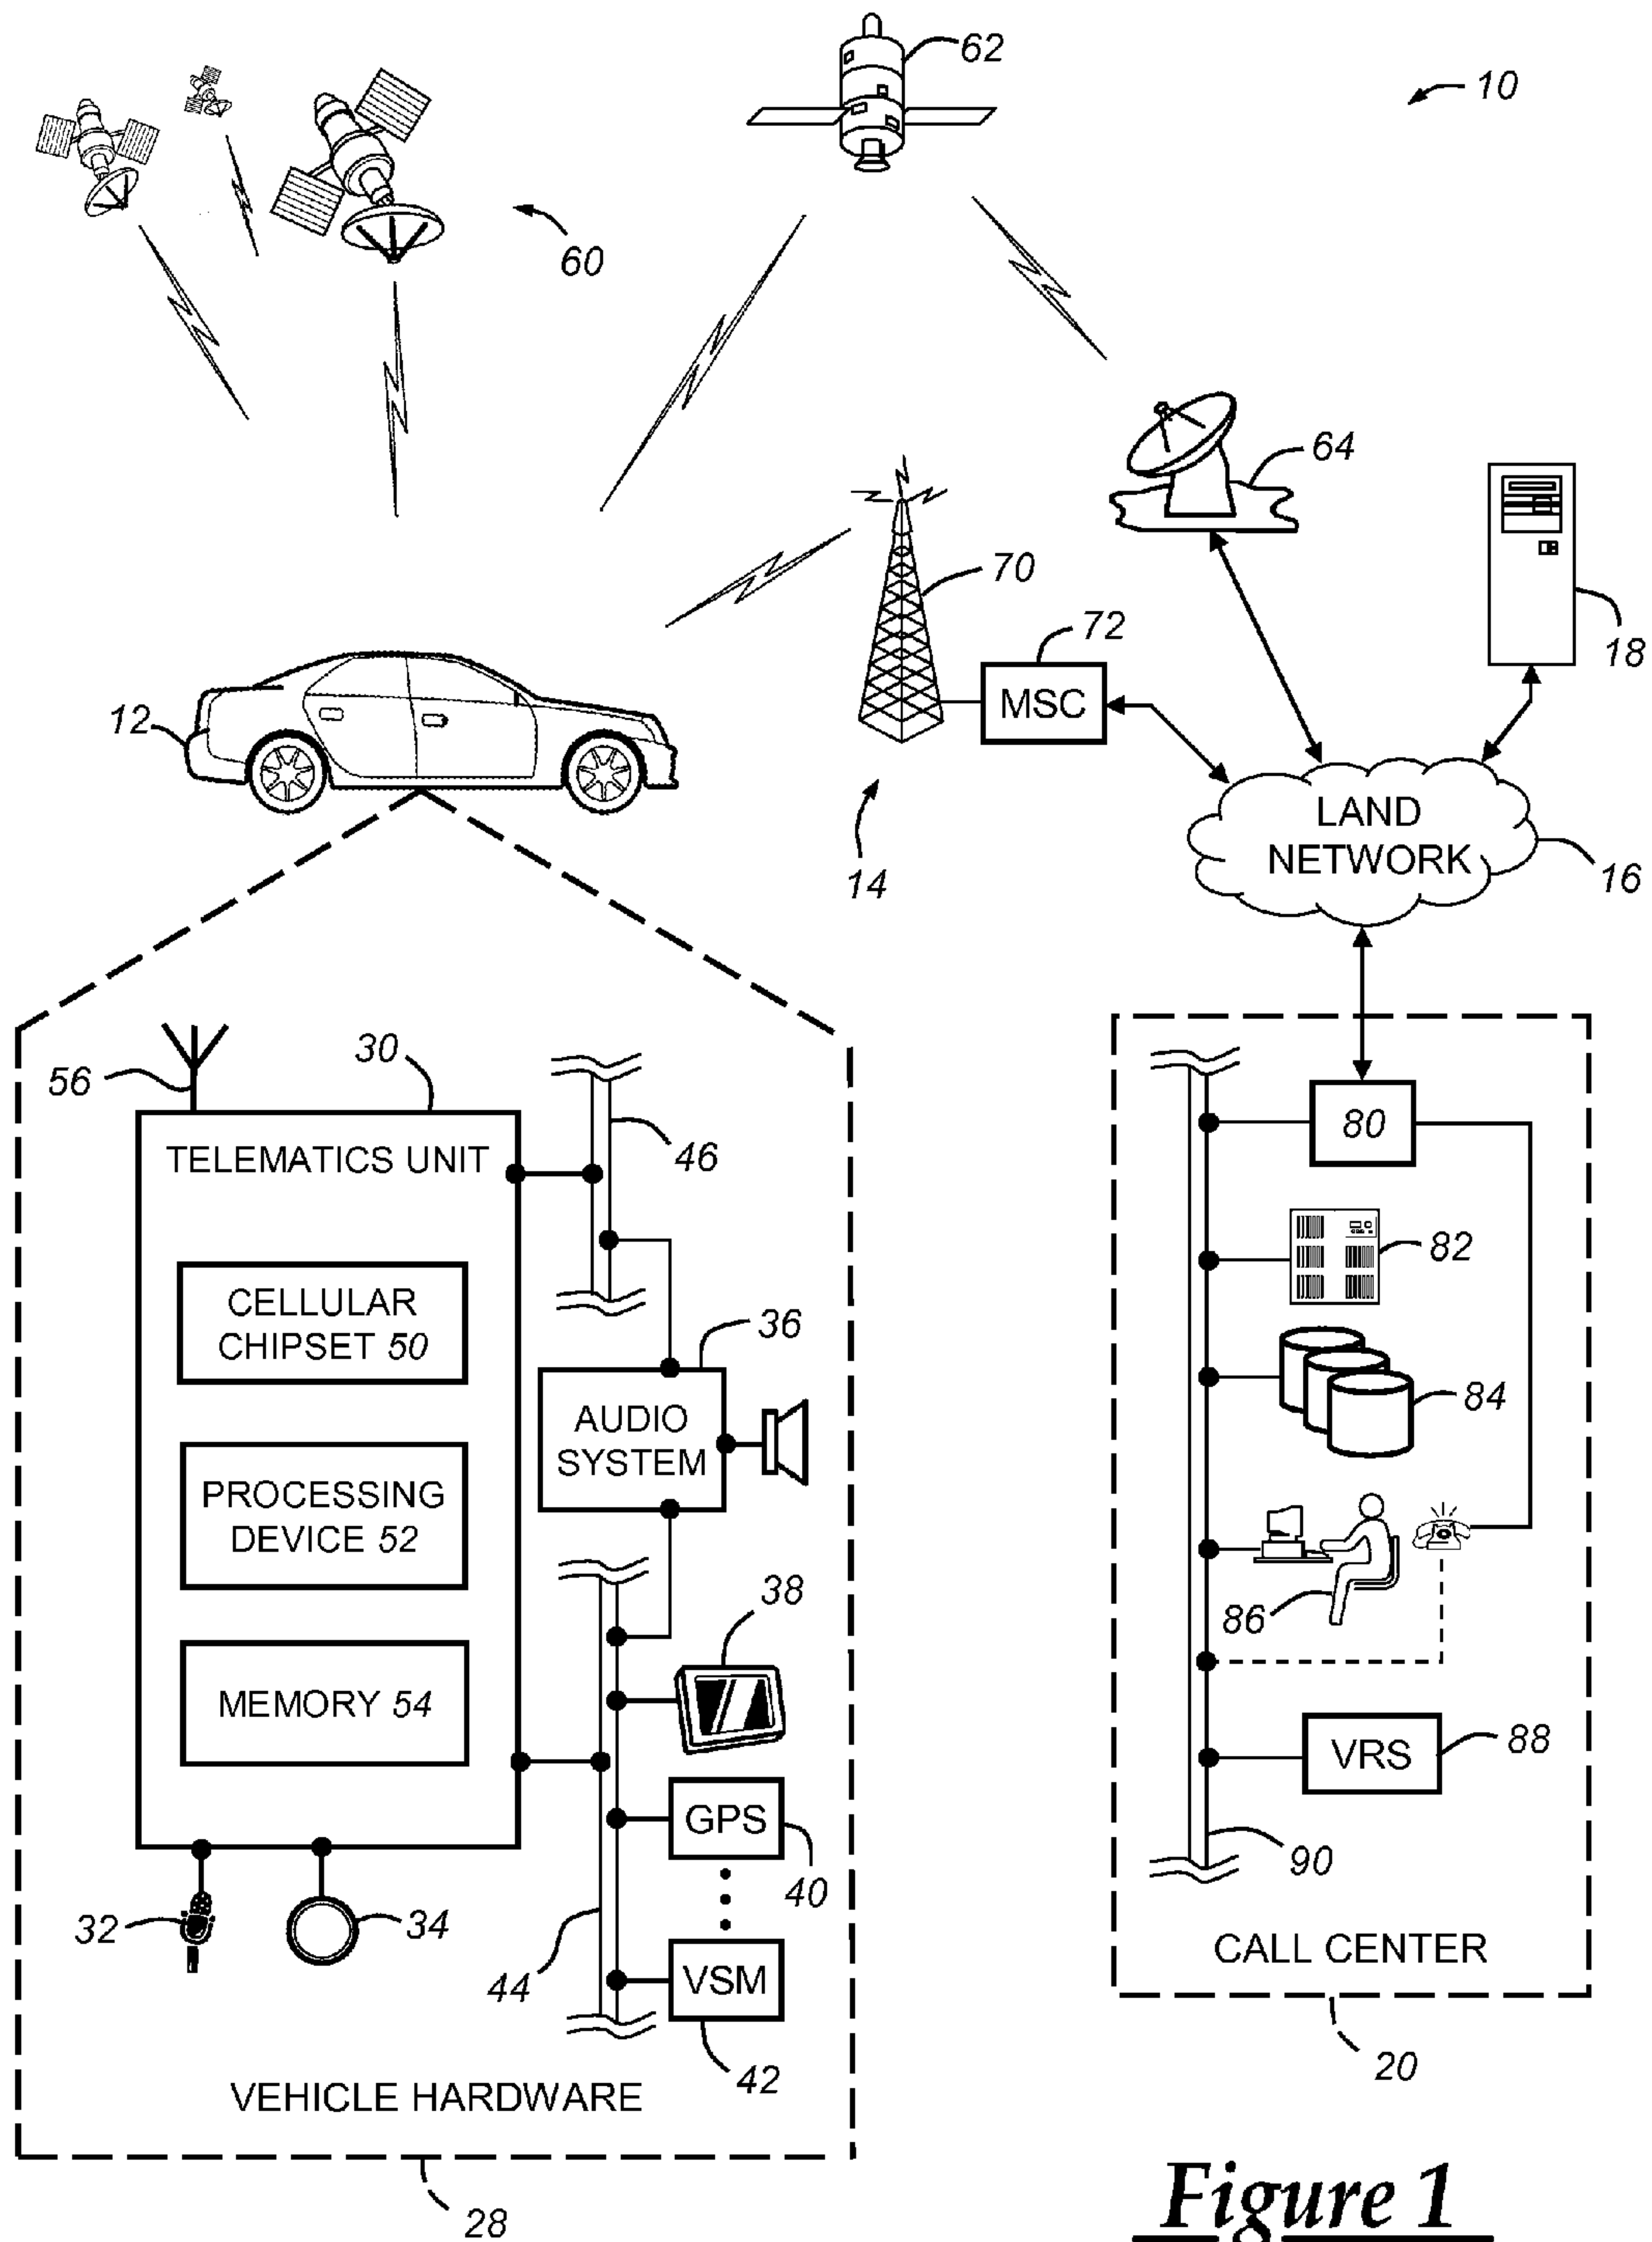 62
10
60
64
70
72
18
MSC
12
LAND
NETWORK
14
16
30
56
TELEMATICS UNIT
46
80
CELLULAR
CHIPSET 50
82
36
AUDIO
SYSTEM
84
PROCESSING
DEVICE 52
38
86
MEMORY 54
88
VRS
GPS
90
40
32
34
44
VSM
CALL CENTER
42
20
VEHICLE HARDWARE
28
Figure 1